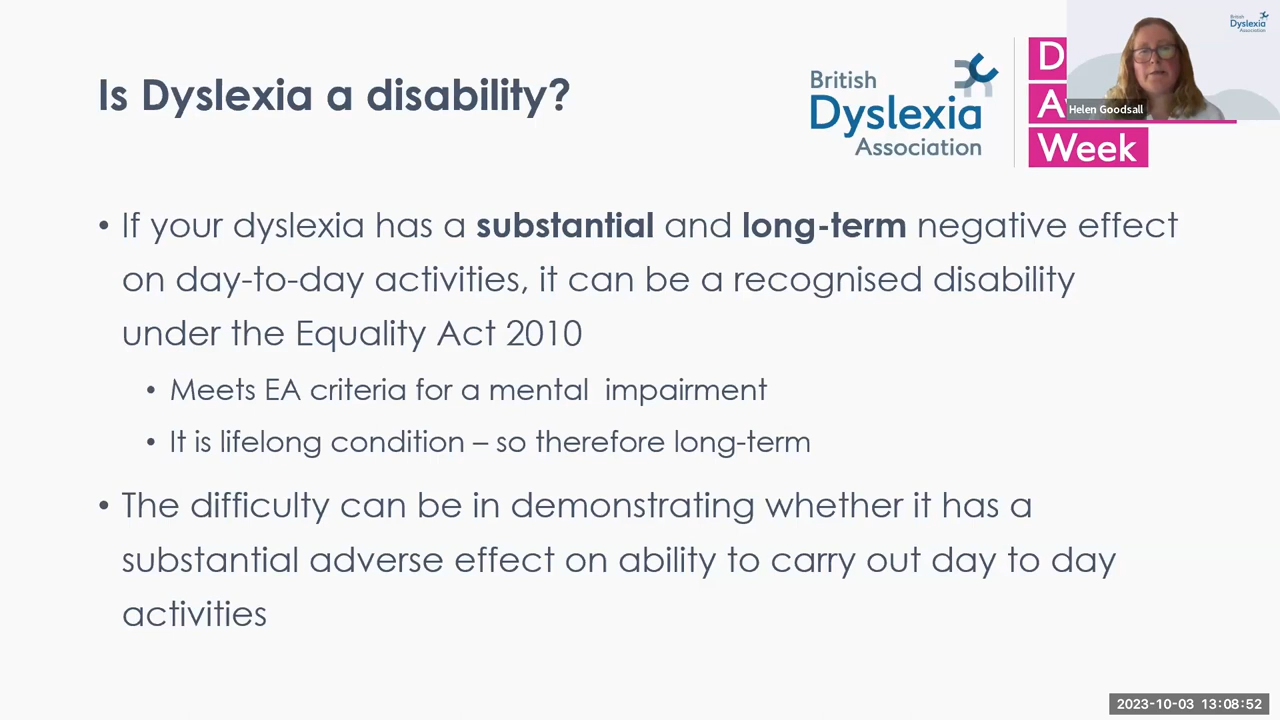 Is Dyslexia a disability?
British
Dyslexia
Association
D
A
Week
British
Dyslexia
Association
Helen Goodsall
• If your dyslexia has a substantial and long-term negative effect
on day-to-day activities, it can be a recognised disability
under the Equality Act 2010
• Meets EA criteria for a mental  impairment
• It is lifelong condition – so therefore long-term
• The difficulty can be in demonstrating whether it has a
substantial adverse effect on ability to carry out day to day
activities
2023-10-03 13:08:52